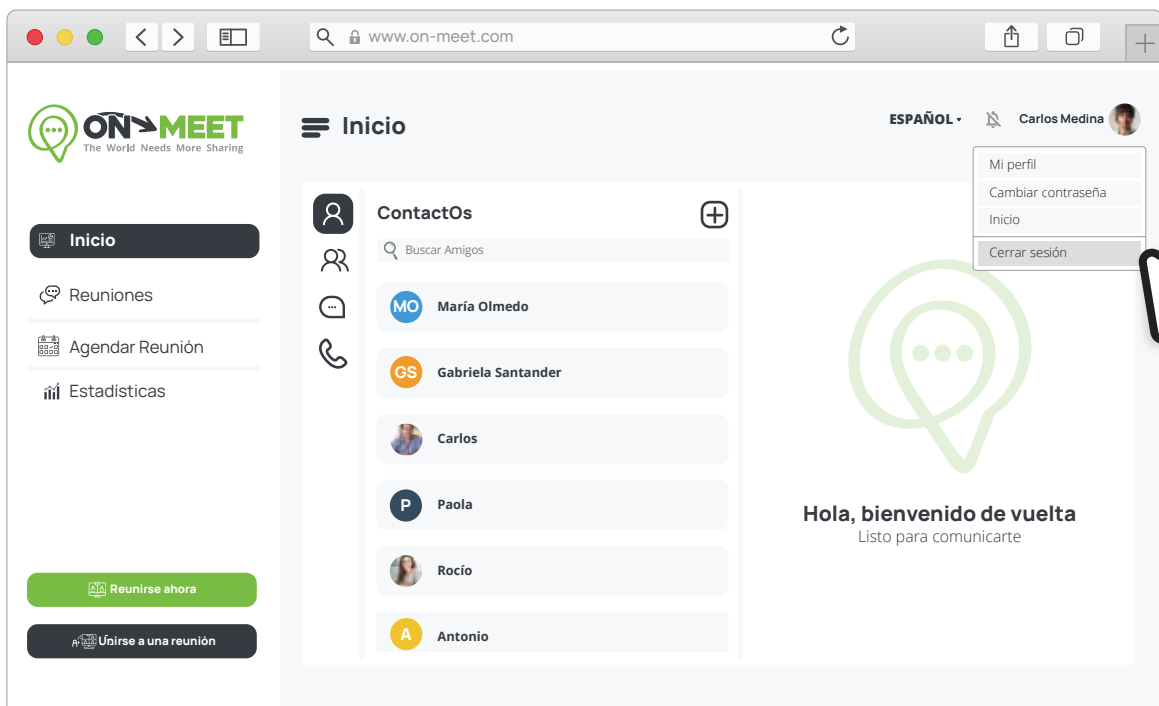 www.on-meet.com
ON MEET
The World Needs More Sharing
Inicio
ESPAÑOL
Carlos Medina
Mi perfil
Cambiar contraseña
Inicio
Cerrar sesión
Inicio
Reuniones
Agendar Reunión
Estadísticas
Reunirse ahora
Unirse a una reunión
ContactOs
Buscar Amigos
MO María Olmedo
GS Gabriela Santander
Carlos
P Paola
Rocío
A Antonio
Hola, bienvenido de vuelta
Listo para comunicarte